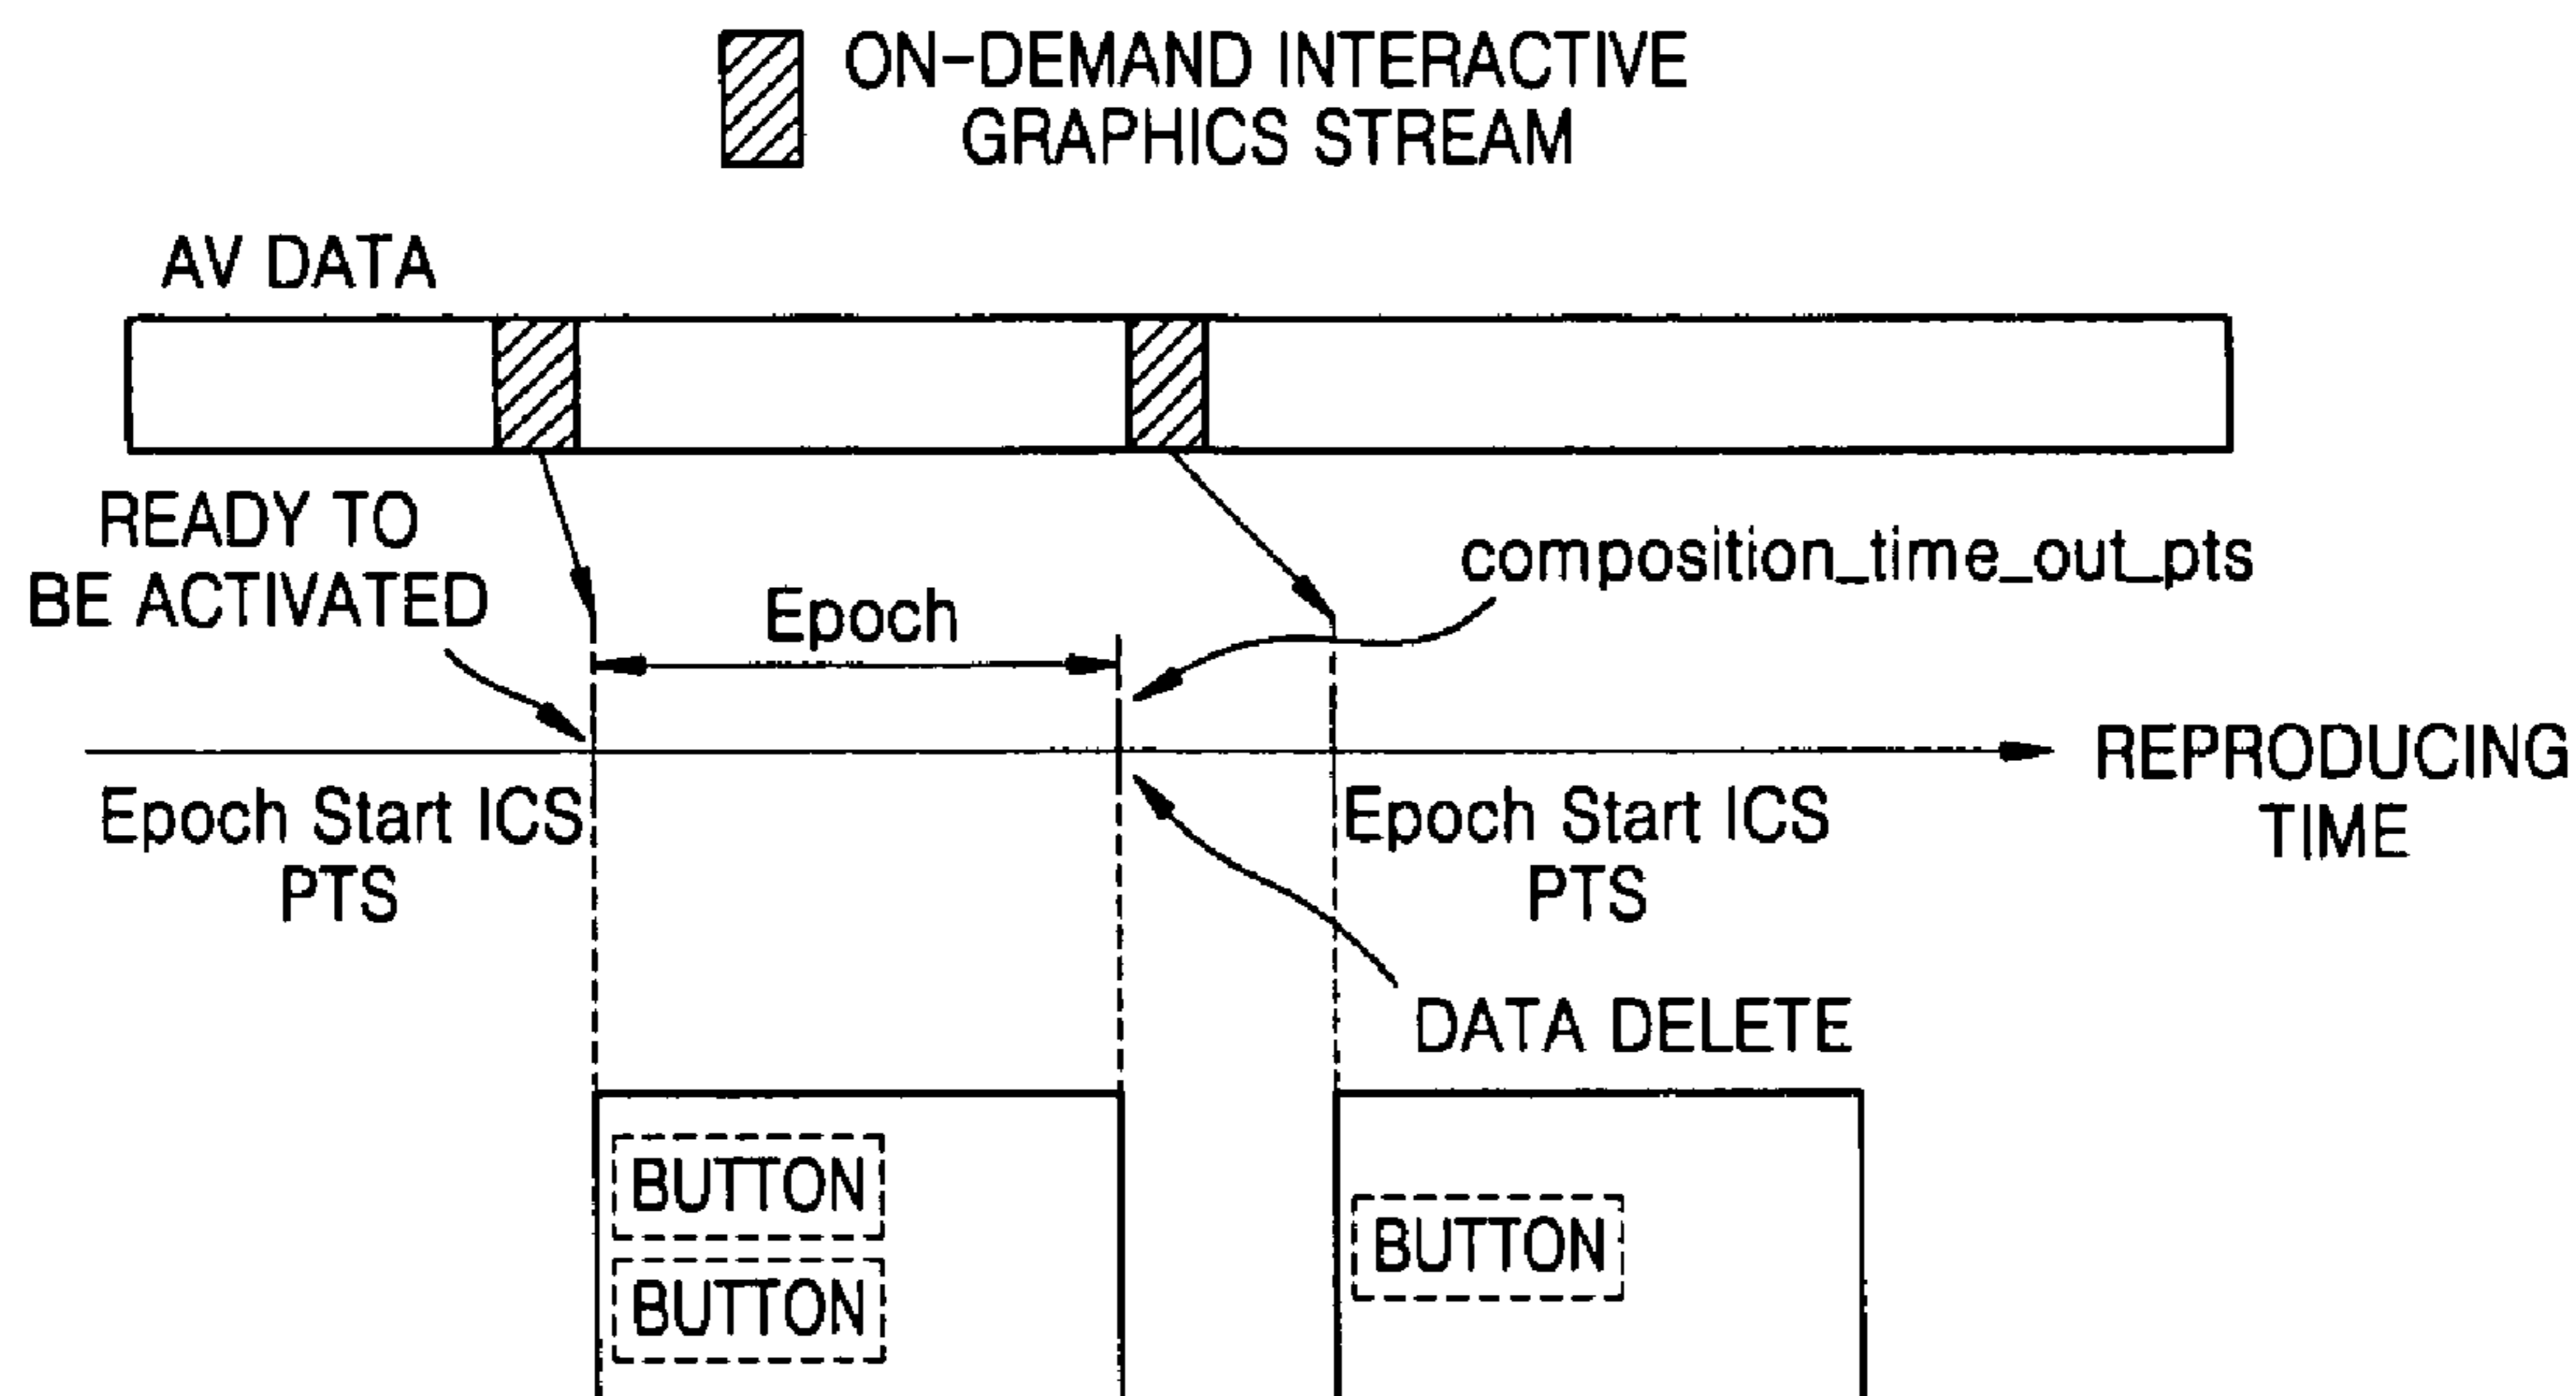 ON-DEMAND INTERACTIVE
GRAPHICS STREAM
AV DATA
READY TO
BE ACTIVATED
Epoch
composition_time_out_pts
REPRODUCING
TIME
Epoch Start ICS
PTS
Epoch Start ICS
PTS
DATA DELETE
BUTTON
BUTTON
BUTTON